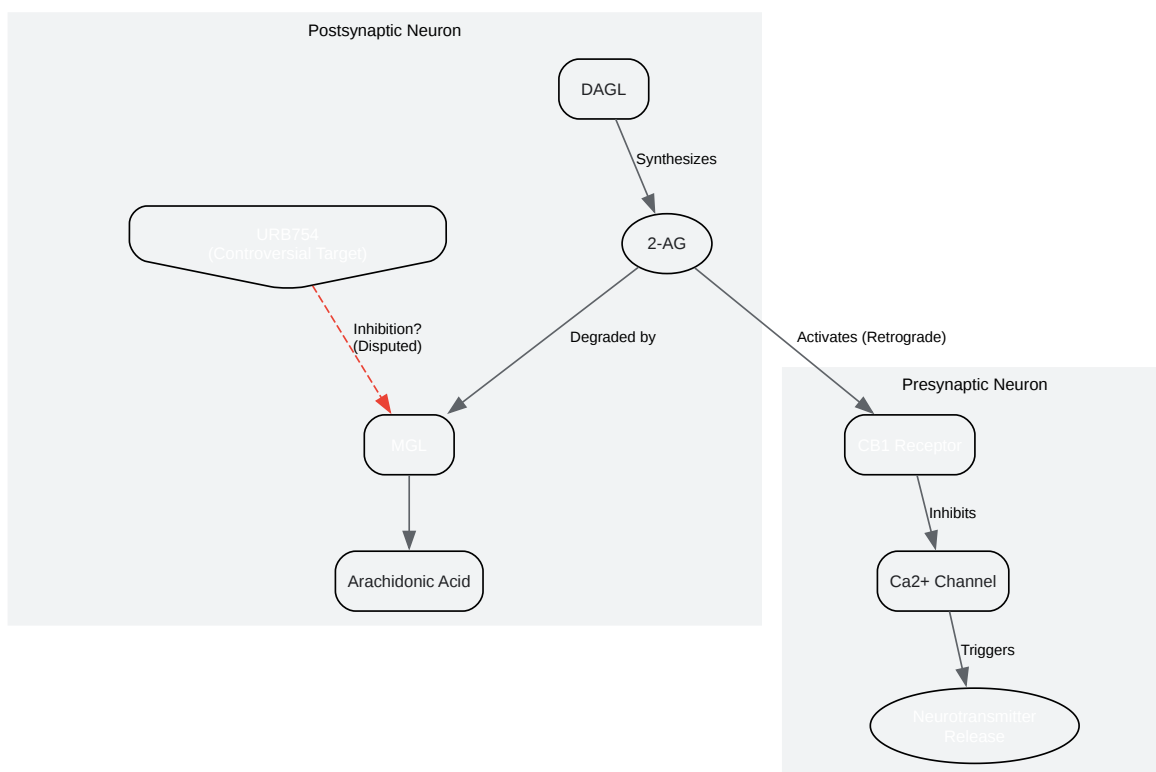 Postsynaptic Neuron
DAGL
Synthesizes
URB754
(Controversial Target)
2-AG
Inhibition?
(Disputed)
Degraded by
Activates (Retrograde)
Presynaptic Neuron
MGL
CB1 Receptor
Inhibits
Arachidonic Acid
Ca2+ Channel
Triggers
Neurotransmitter
Release